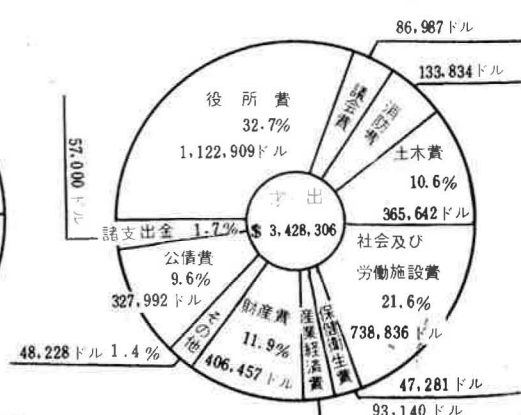 86,987ドル
133,834ドル
役所費
32.7%
1,122,909ドル
議会費
消防費
土木費
10.6%
365,642ドル
57,000ドル
才出
$ 3,428,306
諸支出金 1.7%
社会及び
労働施設費
21.6%
738,836ドル
公債費
9.6%
327,992ドル
その他
財産費
11.9%
406,457ドル
産業経済費
保健衛生費
48,228ドル 1.4%
47,281ドル
93,140ドル